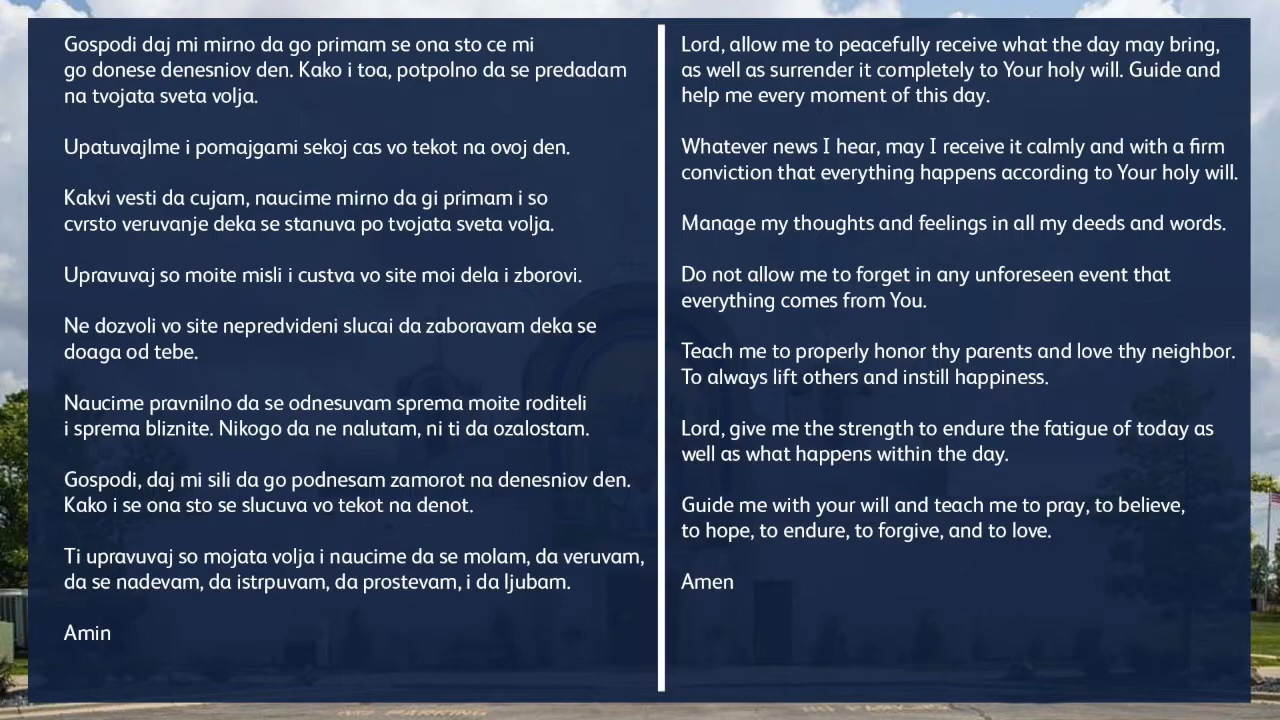 Gospodi daj mi mirno da go primam se ona sto ce mi
go donese denesniov den. Kako i toa, potpolno da se predadam
na tvojata sveta volja.
Upatuvajlme i pomajgami sekoj cas vo tekot na ovoj den.
Kakvi vesti da cujam, naucime mirno da gi primam i so
cvrsto veruvanje deka se stanuva po tvojata sveta volja.
Upravuvaj so moite misli i custva vo site moi dela i zborovi.
Ne dozvoli vo site nepredvideni slucai da zaboravam deka se
doaga od tebe.
Naucime pravnilno da se odnesuvam sprema moite roditeli
i sprema bliznite. Nikogo da ne nalutam, ni ti da ozalostam.
Gospodi, daj mi sili da go podnesam zamorot na denesniov den.
Kako i se ona sto se slucuva vo tekot na denot.
Ti upravuvaj so mojata volja i naucime da se molam, da veruvam,
da se nadevam, da istrpuvam, da prostevam, i da ljubam.
Amin
Lord, allow me to peacefully receive what the day may bring,
as well as surrender it completely to Your holy will. Guide and
help me every moment of this day.
Whatever news I hear, may I receive it calmly and with a firm
conviction that everything happens according to Your holy will.
Manage my thoughts and feelings in all my deeds and words.
Do not allow me to forget in any unforeseen event that
everything comes from You.
Teach me to properly honor thy parents and love thy neighbor.
To always lift others and instill happiness.
Lord, give me the strength to endure the fatigue of today as
well as what happens within the day.
Guide me with your will and teach me to pray, to believe,
to hope, to endure, to forgive, and to love.
Amen
NO PARKING